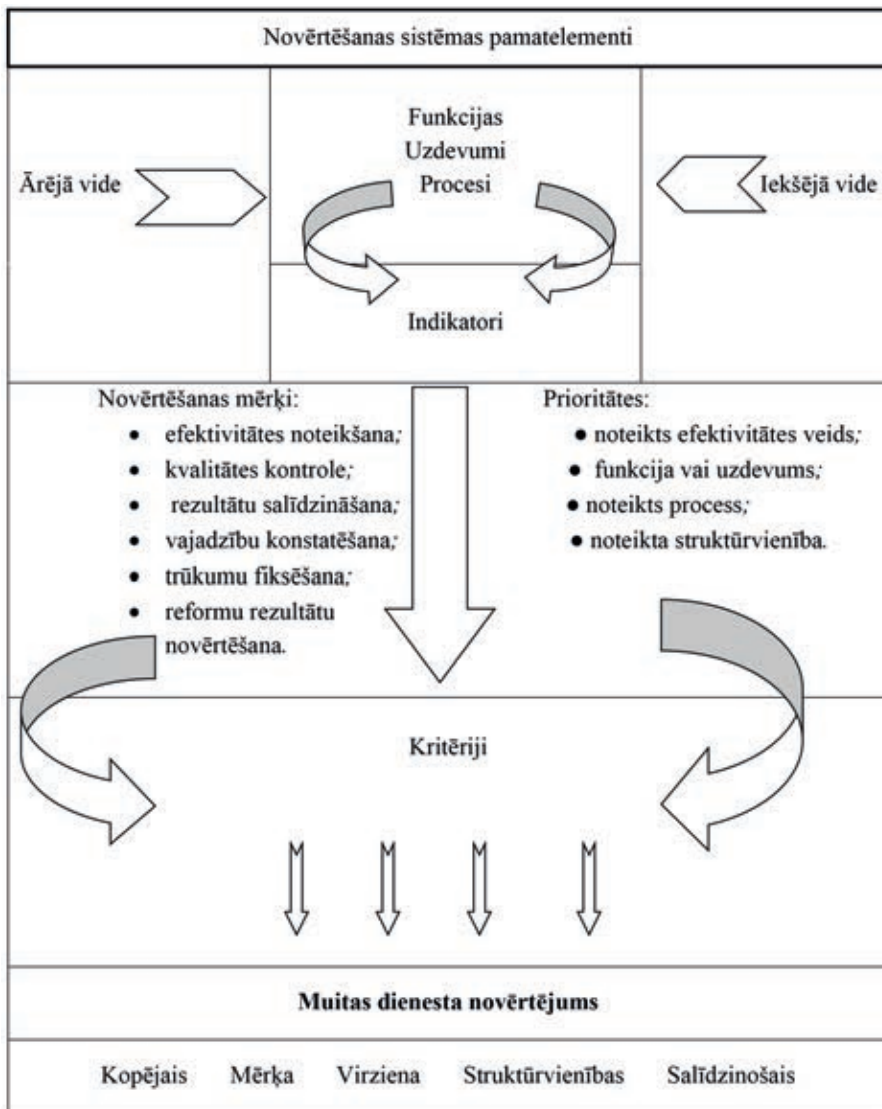 Novērtēšanas sistēmas pamatelementi
Funkcijas
Uzdevumi
Procesi
Ārējā vide
Iekšējā vide
Indikatori
Novērtēšanas mērķi:
• efektivitātes noteikšana;
• kvalitātes kontrole;
• rezultātu salīdzināšana;
• vajadzību konstatēšana;
• trūkumu fiksēšana;
• reformu rezultātu
novērtēšana.
Prioritātes:
• noteikts efektivitātes veids;
• funkcija vai uzdevums;
• noteikts process;
• noteikta struktūrvienība.
Kritēriji
Muitas dienesta novērtējums
Kopējais Mērķa Virziena Struktūrvienības Salīdzinošais